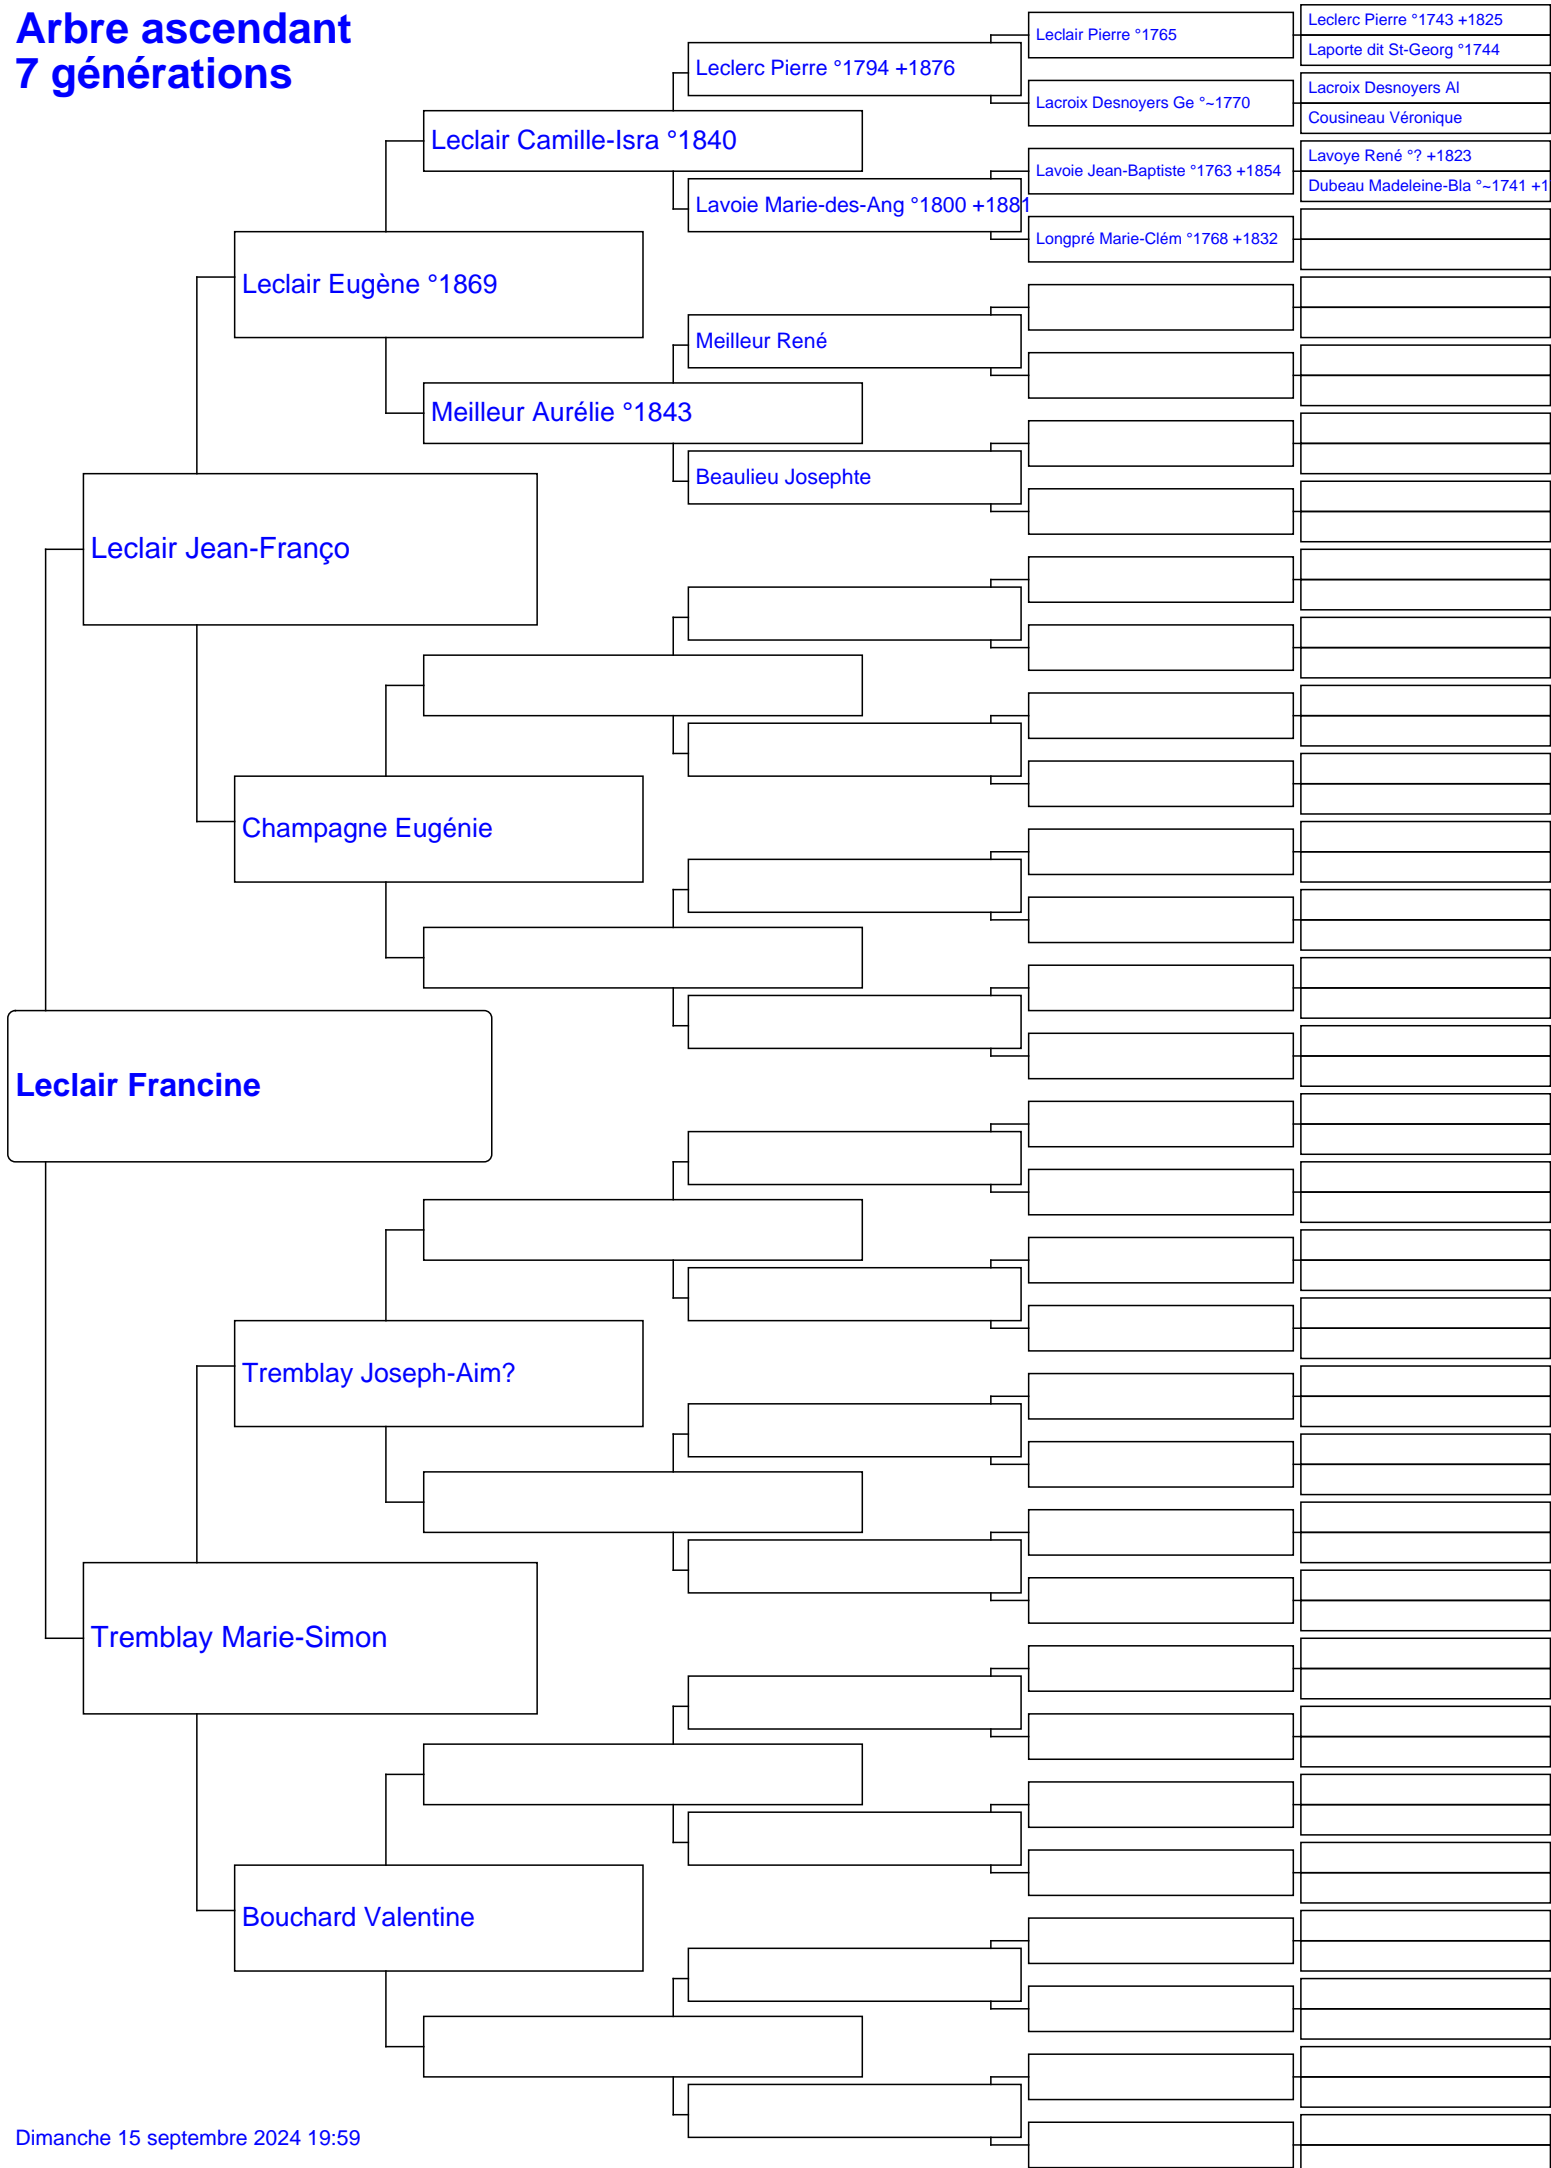 Arbre ascendant
7 générations
Leclerc Pierre °1743 +1825
Leclair Pierre °1765
Laporte dit St-Georg °1744
Leclerc Pierre °1794 +1876
Lacroix Desnoyers Al
Lacroix Desnoyers Ge °~1770
Cousineau Véronique
Leclair Camille-Isra °1840
Lavoye René °? +1823
Lavoie Jean-Baptiste °1763 +1854
Dubeau Madeleine-Bla °~1741 +1
Lavoie Marie-des-Ang °1800 +1881
Longpré Marie-Clém °1768 +1832
Leclair Eugène °1869
Meilleur René
Meilleur Aurélie °1843
Beaulieu Josephte
Leclair Jean-Franço
Champagne Eugénie
Leclair Francine
Tremblay Joseph-Aim?
Tremblay Marie-Simon
Bouchard Valentine
Dimanche 15 septembre 2024 19:59